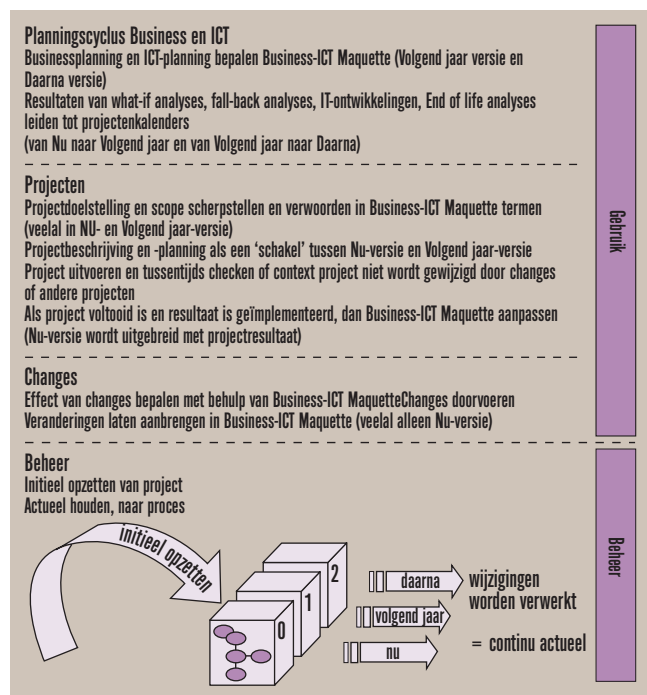 Planningscyclus Business en ICT
Businessplanning en ICT-planning bepalen Business-ICT Maquette (Volgend jaar versie en
Daarna versie)
Resultaten van what-if analyses, fall-back analyses, IT-ontwikkelingen, End of life analyses
leiden tot projectenkalenders
(van Nu naar Volgend jaar en van Volgend jaar naar Daarna)
Projecten
Projectdoelstelling en scope scherpstellen en verwoorden in Business-ICT Maquette termen
(veelal in NU- en Volgend jaar-versie)
Projectbeschrijving en -planning als een ‘schakel’ tussen Nu-versie en Volgend jaar-versie
Project uitvoeren en tussentijds checken of context project niet wordt gewijzigd door changes
of andere projecten
Als project voltooid is en resultaat is geïmplementeerd, dan Business-ICT Maquette aanpassen
(Nu-versie wordt uitgebreid met projectresultaat)
Changes
Effect van changes bepalen met behulp van Business-ICT MaquetteChanges doorvoeren
Veranderingen laten aanbrengen in Business-ICT Maquette (veelal alleen Nu-versie)
Gebruik
Beheer
Initieel opzetten van project
Actueel houden, naar proces
initieel opzetten
0
1
2
daarna
volgend jaar
nu
wijzigingen
worden verwerkt
= continu actueel
Beheer